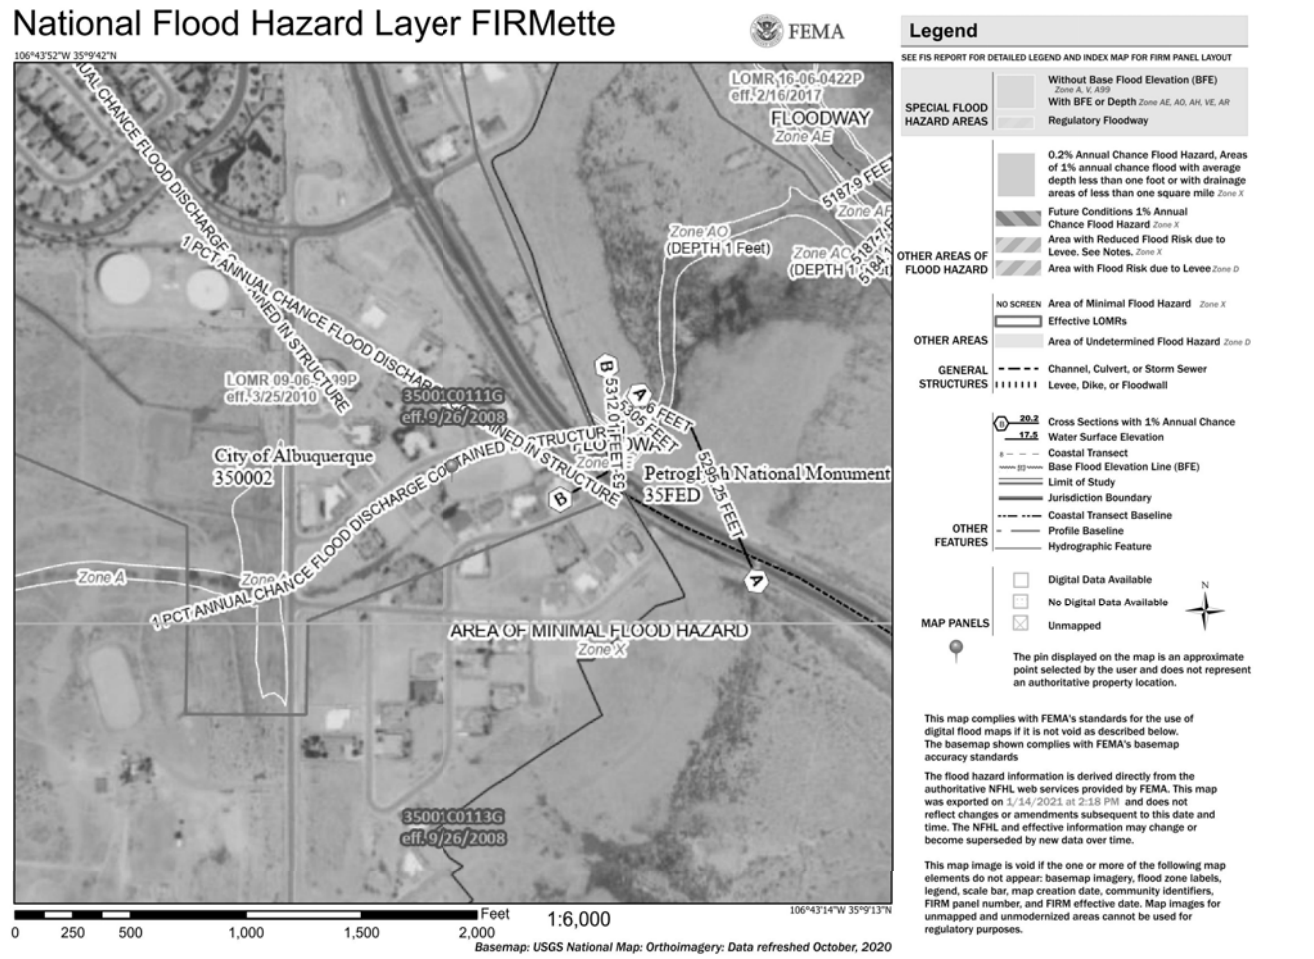 National Flood Hazard Layer FIRMette
FEMA
106°43'52"W 35°9'42"N
LOMR 16-06-0422P
eff. 2/16/2017
FLOODWAY
Zone AE
5187.9 FEE
Zone AO
(DEPTH 1 Feet)
1 PCT ANNUAL CHANCE FLOOD DISCHARGE CONTAINED IN STRUCTURE
LOMR 09-06-
eff. 3/25/2010
35001C0111G
eff. 9/26/2008
B
A
5305 FEET
5295.25 FEET
City of Albuquerque
350002
Zone
Petroglyph National Monument
35FED
B
A
1 PCT ANNUAL CHANCE FLOOD DISCHARGE CONTAINED IN STRUCTUR
Zone A
AREA OF MINIMAL FLOOD HAZARD
Zone X
35001C0113G
eff. 9/26/2008
106°43'14"W 35°9'13"N
0 250 500 1,000 1,500 2,000
Feet
1:6,000
Basemap: USGS National Map: Orthoimagery: Data refreshed October, 2020
Legend
SEE FIS REPORT FOR DETAILED LEGEND AND INDEX MAP FOR FIRM PANEL LAYOUT
SPECIAL FLOOD
HAZARD AREAS
Without Base Flood Elevation (BFE)
Zone A, V, A99
With BFE or Depth Zone AE, AO, AH, VE, AR
Regulatory Floodway
OTHER AREAS OF
FLOOD HAZARD
0.2% Annual Chance Flood Hazard, Areas
of 1% annual chance flood with average
depth less than one foot or with drainage
areas of less than one square mile Zone X
Future Conditions 1% Annual
Chance Flood Hazard Zone X
Area with Reduced Flood Risk due to
Levee. See Notes. Zone X
Area with Flood Risk due to Levee Zone D
OTHER AREAS
NO SCREEN Area of Minimal Flood Hazard Zone X
Effective LOMRs
Area of Undetermined Flood Hazard Zone D
GENERAL
STRUCTURES
Channel, Culvert, or Storm Sewer
Levee, Dike, or Floodwall
OTHER
FEATURES
B 20.2 Cross Sections with 1% Annual Chance
17.5 Water Surface Elevation
8 Coastal Transect
Base Flood Elevation Line (BFE)
Limit of Study
Jurisdiction Boundary
Coastal Transect Baseline
Profile Baseline
Hydrographic Feature
MAP PANELS
Digital Data Available
No Digital Data Available
Unmapped
N
The pin displayed on the map is an approximate
point selected by the user and does not represent
an authoritative property location.
This map complies with FEMA's standards for the use of
digital flood maps if it is not void as described below.
The basemap shown complies with FEMA's basemap
accuracy standards
The flood hazard information is derived directly from the
authoritative NFHL web services provided by FEMA. This map
was exported on 1/14/2021 at 2:18 PM and does not
reflect changes or amendments subsequent to this date and
time. The NFHL and effective information may change or
become superseded by new data over time.
This map image is void if the one or more of the following map
elements do not appear: basemap imagery, flood zone labels,
legend, scale bar, map creation date, community identifiers,
FIRM panel number, and FIRM effective date. Map images for
unmapped and unmodernized areas cannot be used for
regulatory purposes.